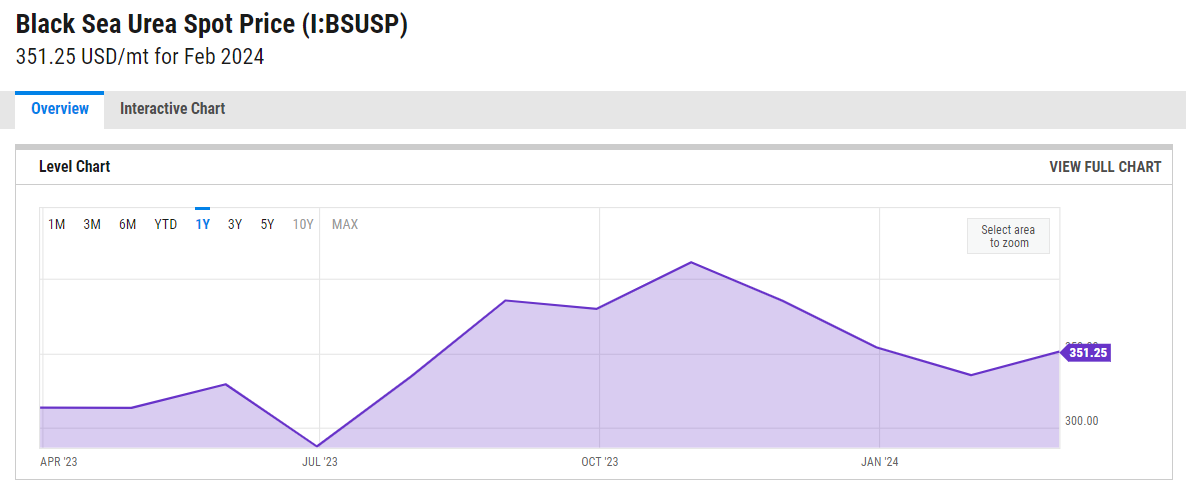 Black Sea Urea Spot Price (I:BSUSP)
351.25 USD/mt for Feb 2024
Overview Interactive Chart
Level Chart VIEW FULL CHART
1M 3M 6M YTD 1Y 3Y 5Y 10Y MAX
Select area
to zoom
351.25
300.00
APR '23 JUL '23 OCT '23 JAN '24